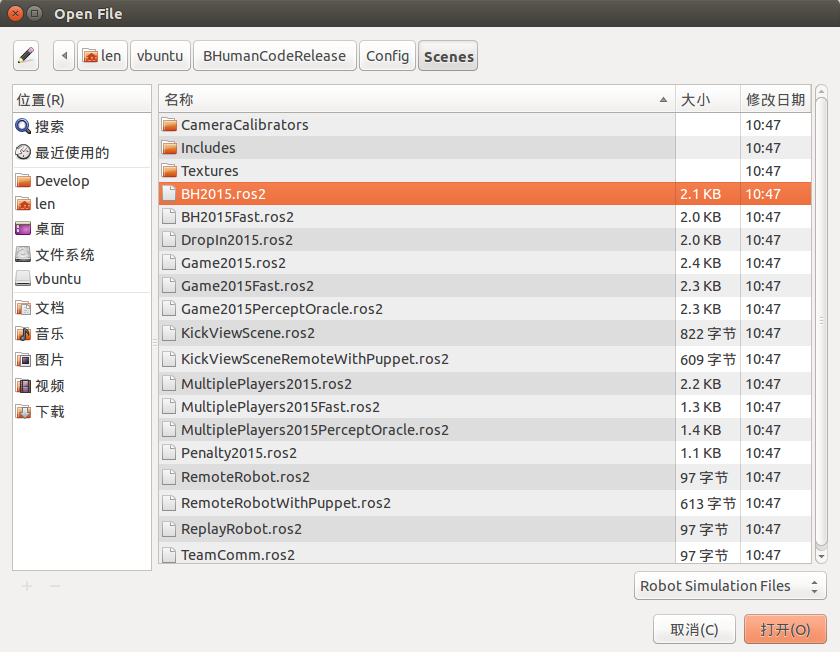 Open File
len vbuntu BHumanCodeRelease Config Scenes
位置(R)
搜索
最近使用的
Develop
len
桌面
文件系统
vbuntu
文档
音乐
图片
视频
下载
名称 大小 修改日期
CameraCalibrators 10:47
Includes 10:47
Textures 10:47
BH2015.ros2 2.1 KB 10:47
BH2015Fast.ros2 2.0 KB 10:47
DropIn2015.ros2 2.0 KB 10:47
Game2015.ros2 2.4 KB 10:47
Game2015Fast.ros2 2.3 KB 10:47
Game2015PerceptOracle.ros2 2.3 KB 10:47
KickViewScene.ros2 822 字节 10:47
KickViewSceneRemoteWithPuppet.ros2 609 字节 10:47
MultiplePlayers2015.ros2 2.2 KB 10:47
MultiplePlayers2015Fast.ros2 1.3 KB 10:47
MultiplePlayers2015PerceptOracle.ros2 1.4 KB 10:47
Penalty2015.ros2 1.1 KB 10:47
RemoteRobot.ros2 97 字节 10:47
RemoteRobotWithPuppet.ros2 613 字节 10:47
ReplayRobot.ros2 97 字节 10:47
TeamComm.ros2 97 字节 10:47
Robot Simulation Files
取消(C) 打开(O)